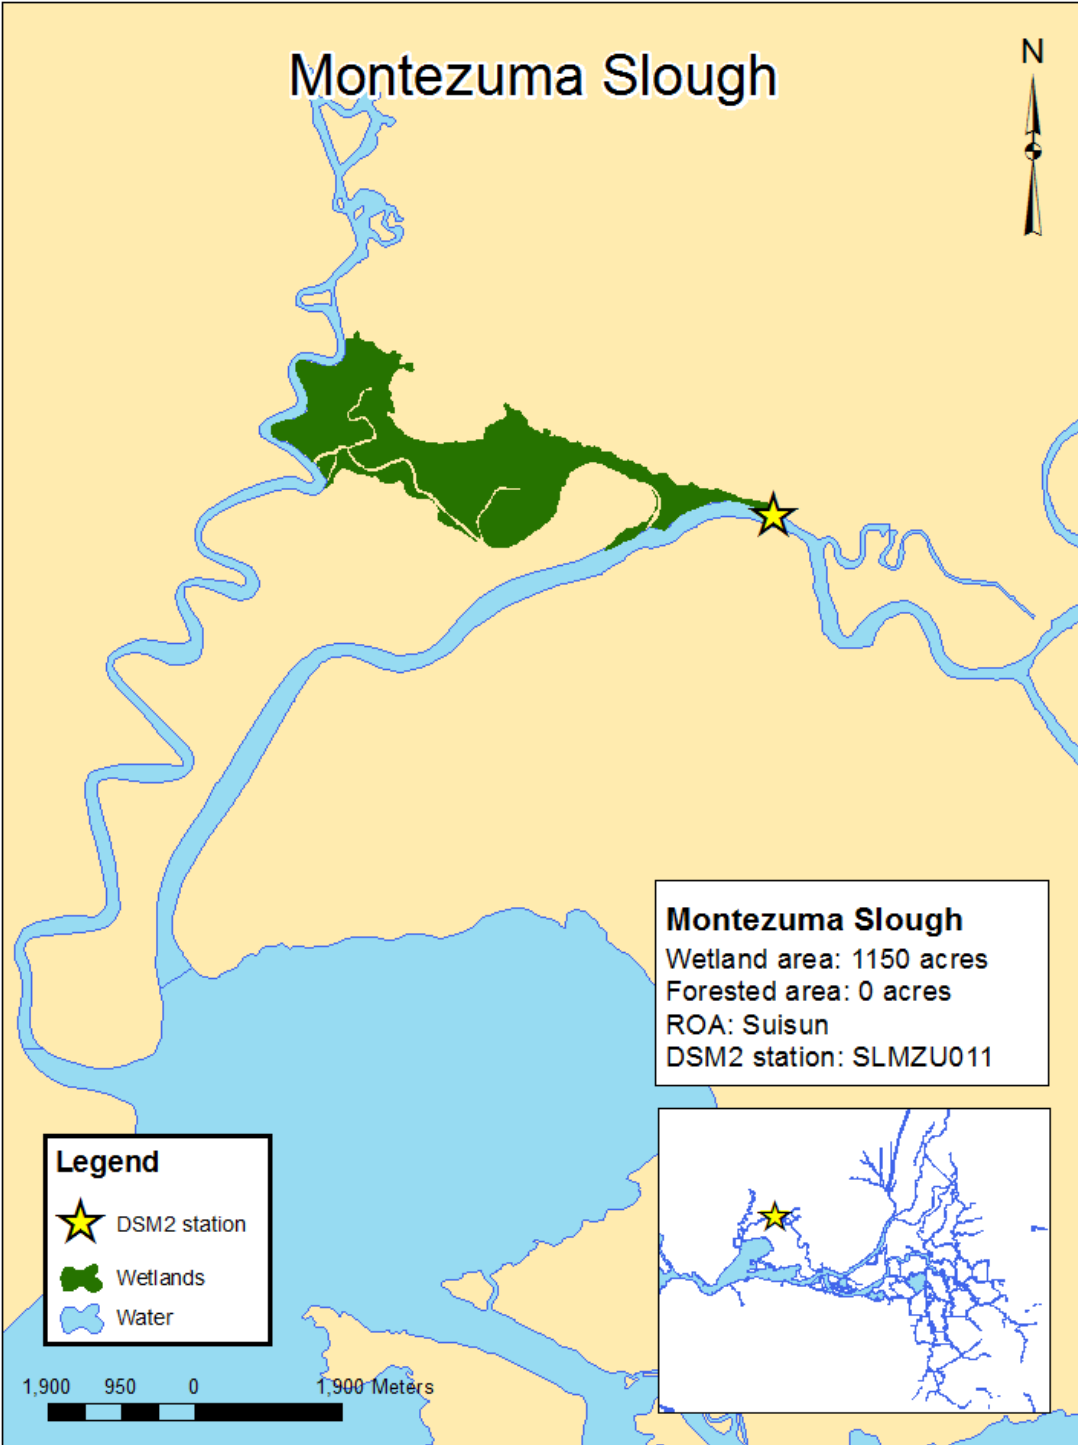 Montezuma Slough
N
Montezuma Slough
Wetland area: 1150 acres
Forested area: 0 acres
ROA: Suisun
DSM2 station: SLMZU011
Legend
DSM2 station
Wetlands
Water
1,900 950 0 1,900 Meters